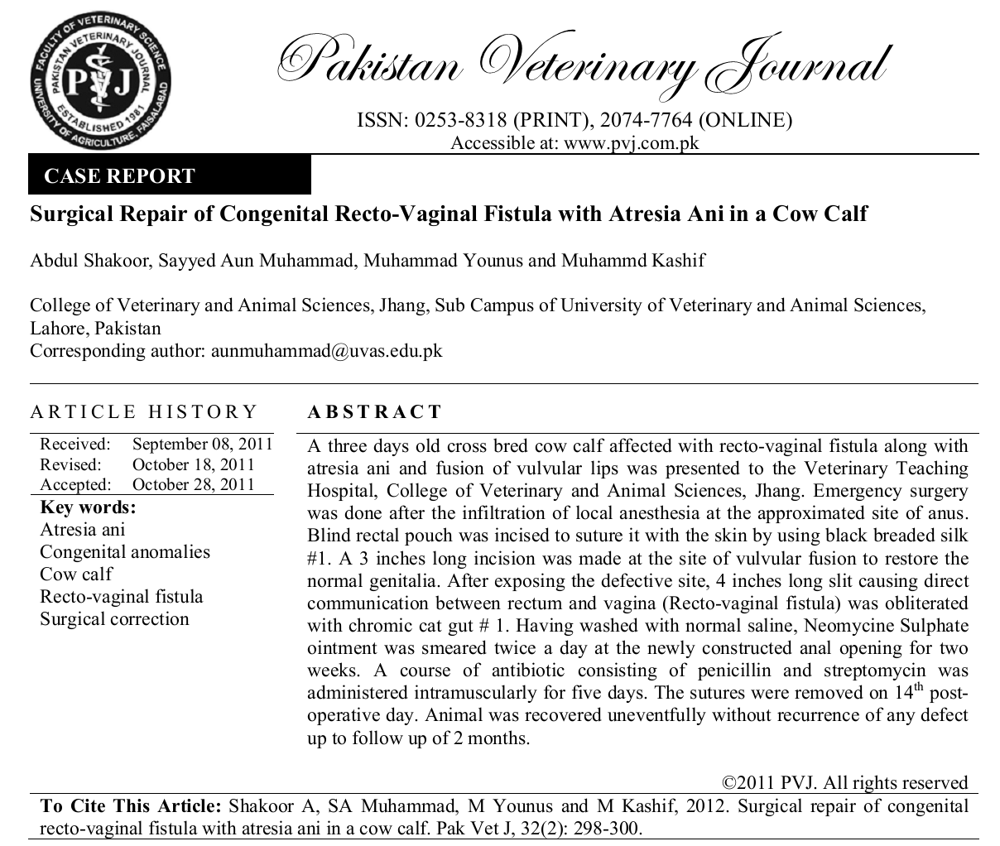 FACULTY OF VETERINARY SCIENCE
PAKISTAN VETERINARY JOURNAL
PVJ
ESTABLISHED 1981
UNIVERSITY OF AGRICULTURE, FAISALABAD
Pakistan Veterinary Journal
ISSN: 0253-8318 (PRINT), 2074-7764 (ONLINE)
Accessible at: www.pvj.com.pk
CASE REPORT
Surgical Repair of Congenital Recto-Vaginal Fistula with Atresia Ani in a Cow Calf
Abdul Shakoor, Sayyed Aun Muhammad, Muhammad Younus and Muhammd Kashif
College of Veterinary and Animal Sciences, Jhang, Sub Campus of University of Veterinary and Animal Sciences,
Lahore, Pakistan
Corresponding author: aunmuhammad@uvas.edu.pk
ARTICLE HISTORY
Received: September 08, 2011
Revised: October 18, 2011
Accepted: October 28, 2011
Key words:
Atresia ani
Congenital anomalies
Cow calf
Recto-vaginal fistula
Surgical correction
ABSTRACT
A three days old cross bred cow calf affected with recto-vaginal fistula along with
atresia ani and fusion of vulvular lips was presented to the Veterinary Teaching
Hospital, College of Veterinary and Animal Sciences, Jhang. Emergency surgery
was done after the infiltration of local anesthesia at the approximated site of anus.
Blind rectal pouch was incised to suture it with the skin by using black breaded silk
#1. A 3 inches long incision was made at the site of vulvular fusion to restore the
normal genitalia. After exposing the defective site, 4 inches long slit causing direct
communication between rectum and vagina (Recto-vaginal fistula) was obliterated
with chromic cat gut # 1. Having washed with normal saline, Neomycine Sulphate
ointment was smeared twice a day at the newly constructed anal opening for two
weeks. A course of antibiotic consisting of penicillin and streptomycin was
administered intramuscularly for five days. The sutures were removed on 14th post-
operative day. Animal was recovered uneventfully without recurrence of any defect
up to follow up of 2 months.
©2011 PVJ. All rights reserved
To Cite This Article: Shakoor A, SA Muhammad, M Younus and M Kashif, 2012. Surgical repair of congenital
recto-vaginal fistula with atresia ani in a cow calf. Pak Vet J, 32(2): 298-300.